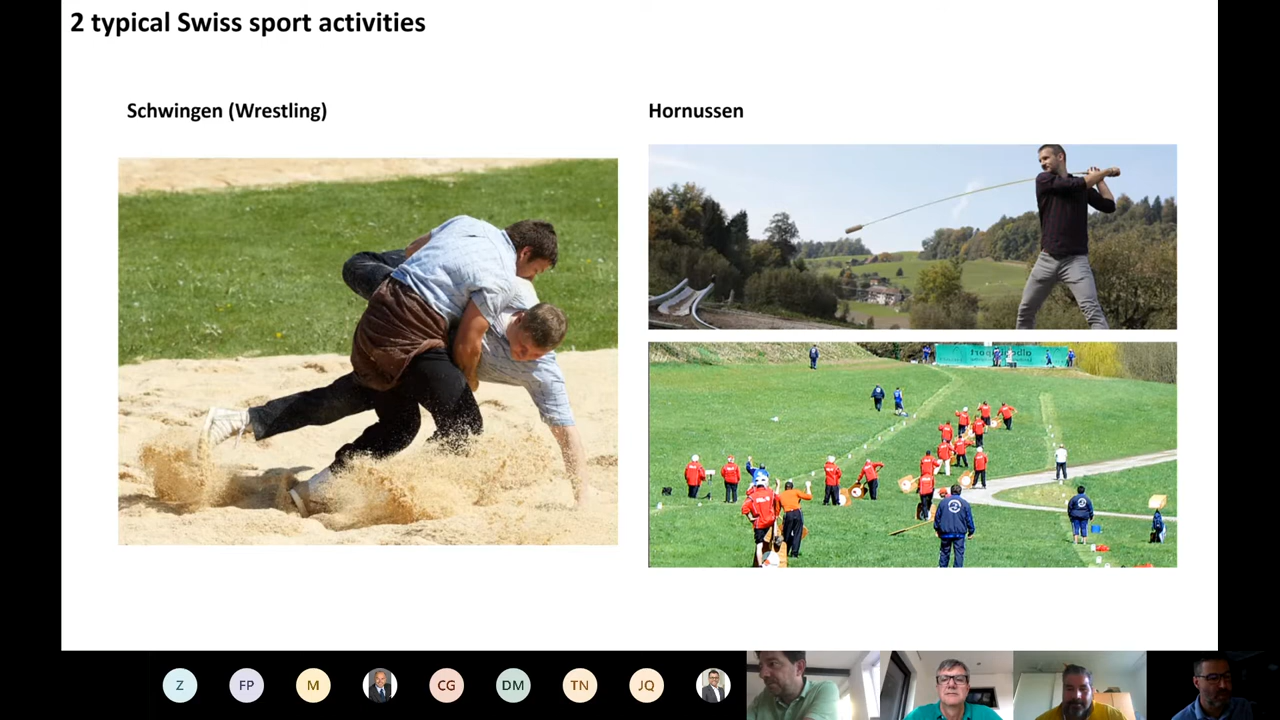 2 typical Swiss sport activities
Schwingen (Wrestling)
Hornussen
Z
FP
M
CG
DM
TN
JQ